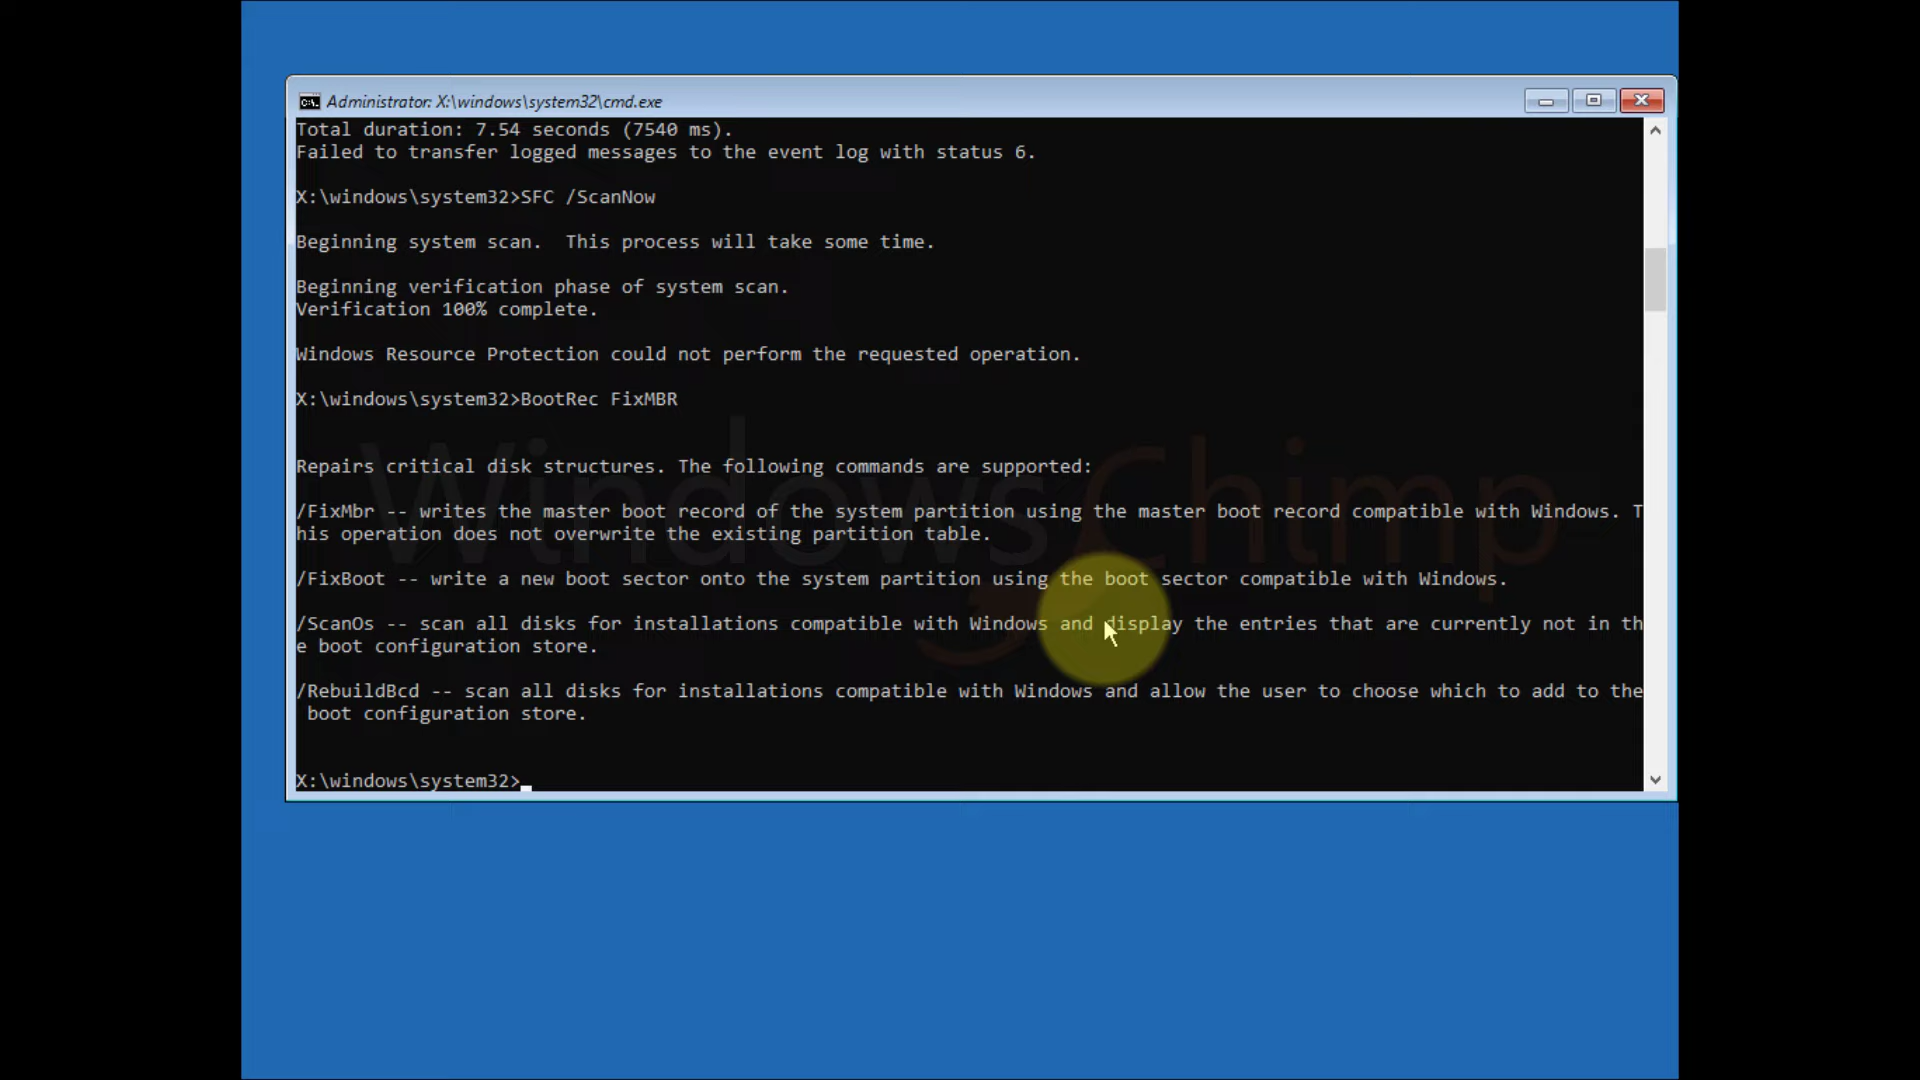 Administrator: X:\windows\system32\cmd.exe
Total duration: 7.54 seconds (7540 ms).
Failed to transfer logged messages to the event log with status 6.
X:\windows\system32>SFC /ScanNow
Beginning system scan.  This process will take some time.
Beginning verification phase of system scan.
Verification 100% complete.
Windows Resource Protection could not perform the requested operation.
X:\windows\system32>BootRec FixMBR
Repairs critical disk structures. The following commands are supported:
/FixMbr -- writes the master boot record of the system partition using the master boot record compatible with Windows. T
his operation does not overwrite the existing partition table.
/FixBoot -- write a new boot sector onto the system partition using the boot sector compatible with Windows.
/ScanOs -- scan all disks for installations compatible with Windows and display the entries that are currently not in th
e boot configuration store.
/RebuildBcd -- scan all disks for installations compatible with Windows and allow the user to choose which to add to the
 boot configuration store.
X:\windows\system32>
Windows Chimp